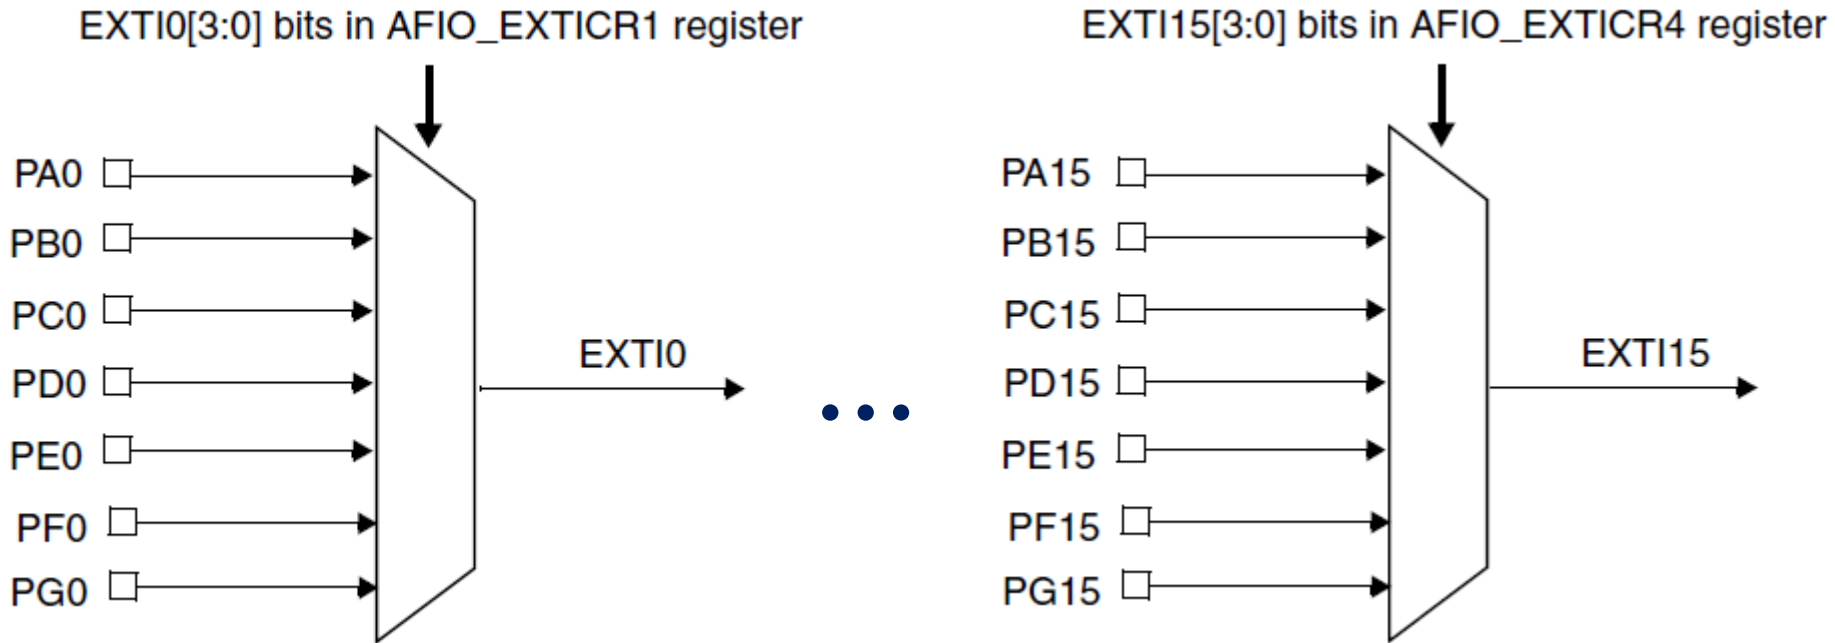 EXTI0[3:0] bits in AFIO_EXTICR1 register
PA0
PB0
PC0
PD0
PE0
PF0
PG0
EXTI0
EXTI15[3:0] bits in AFIO_EXTICR4 register
PA15
PB15
PC15
PD15
PE15
PF15
PG15
EXTI15